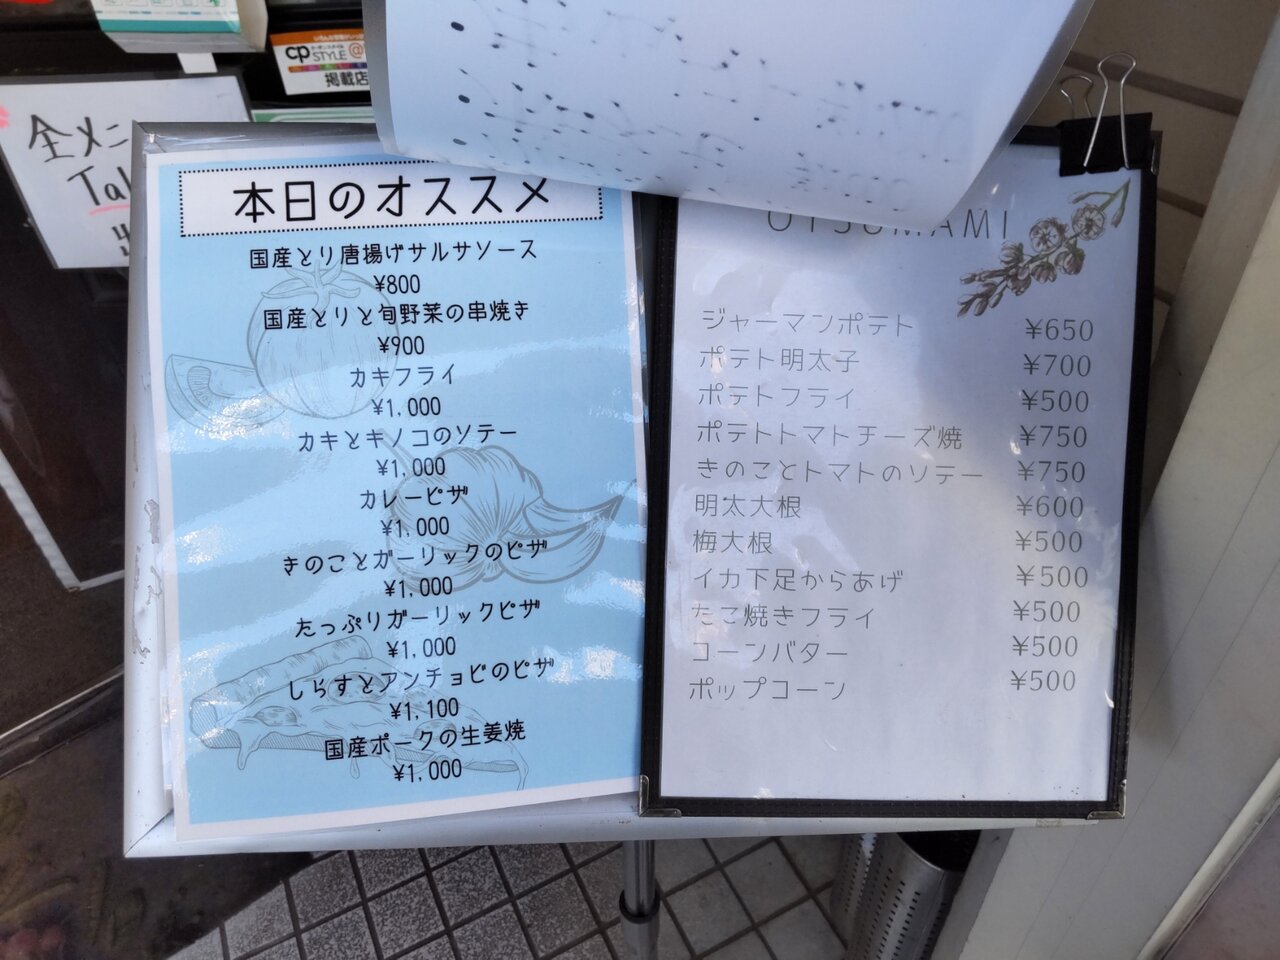 cp
STYLE@
掲載店
全メニ
Ta
本日のオススメ
国産とり唐揚げサルサソース
¥800
国産とりと旬野菜の串焼き
¥900
カキフライ
¥1,000
カキとキノコのソテー
¥1,000
カレーピザ
¥1,000
きのことガーリックのピザ
¥1,000
たっぷりガーリックピザ
¥1,000
しらすとアンチョビのピザ
¥1,100
国産ポークの生姜焼
¥1,000
OTSUMAMI
ジャーマンポテト ¥650
ポテト明太子 ¥700
ポテトフライ ¥500
ポテトトマトチーズ焼 ¥750
きのことトマトのソテー ¥750
明太大根 ¥600
梅大根 ¥500
イカ下足からあげ ¥500
たこ焼きフライ ¥500
コーンバター ¥500
ポップコーン ¥500